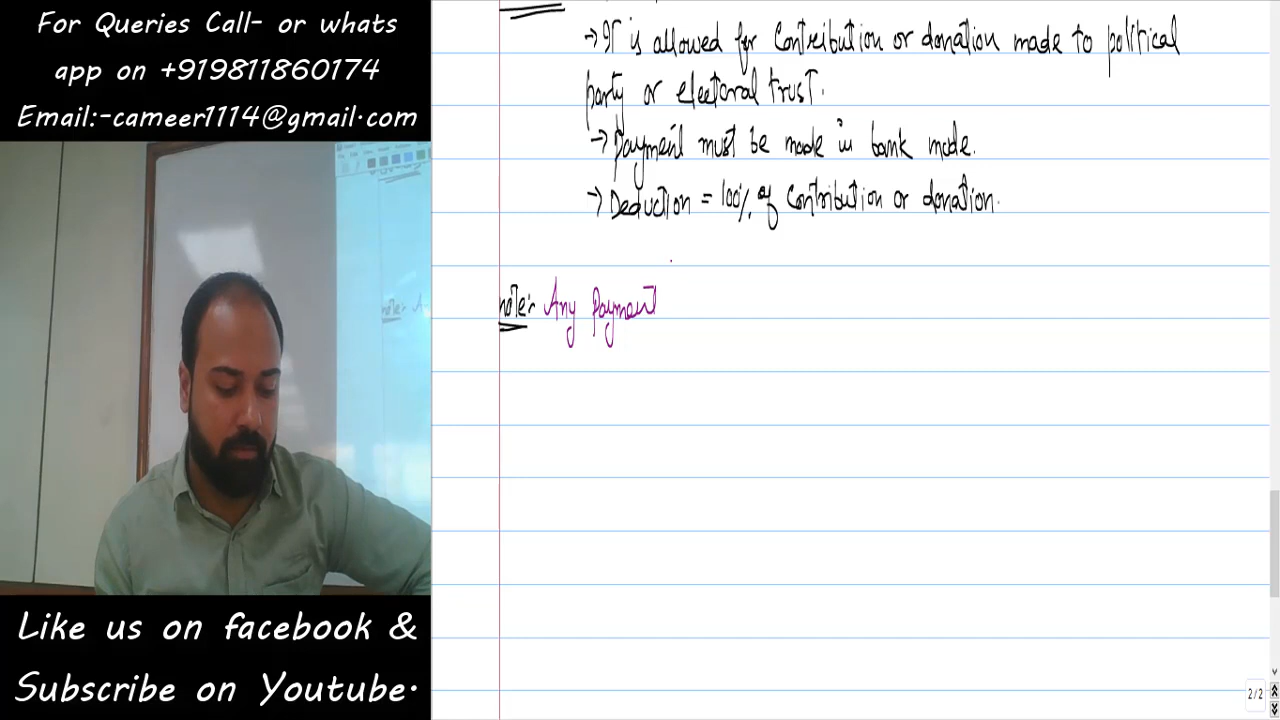 For Queries Call- or whats
app on +919811860174
Email:-cameer1114@gmail.com
→ It is allowed for Contribution or donation made to political
party or electoral trust.
→ Payment must be made in bank mode.
→ Deduction = 100% of Contribution or donation.
note:- Any Payment
Like us on facebook &
Subscribe on Youtube.
2/2